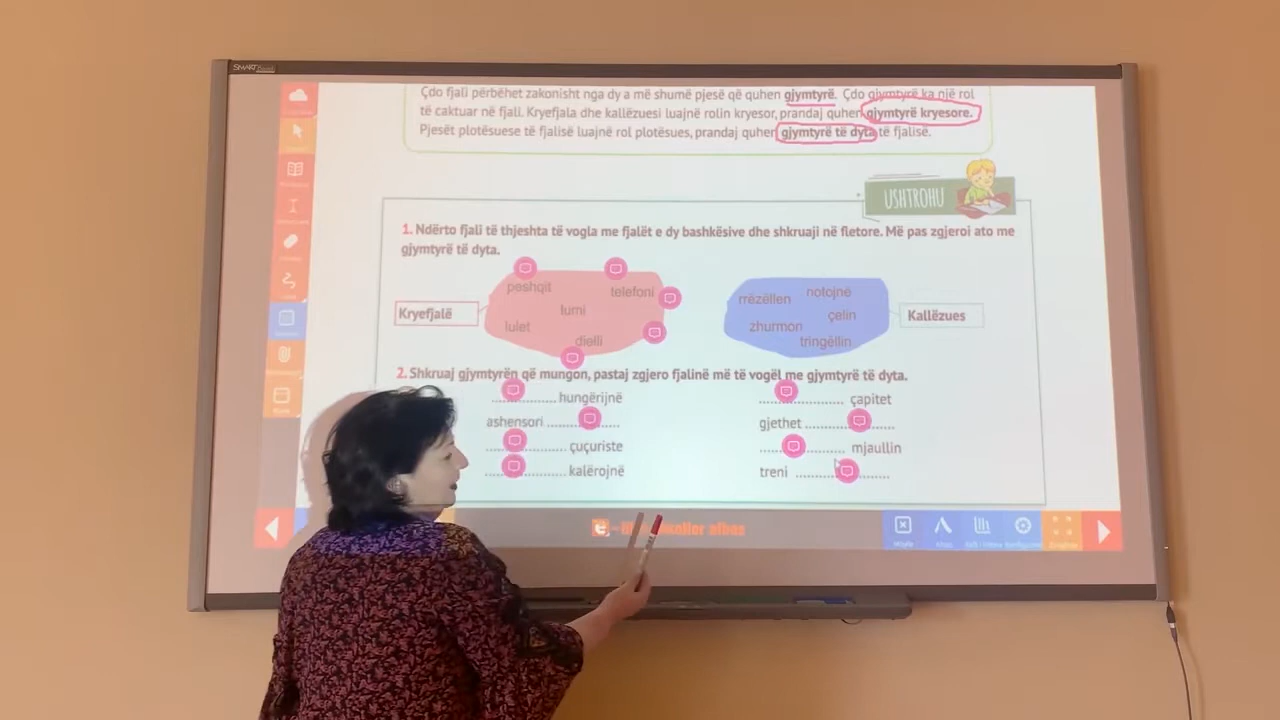 SMART Board
Çdo fjali përbëhet zakonisht nga dy a më shumë pjesë që quhen gjymtyrë. Çdo gjymtyrë ka një rol
të caktuar në fjali. Kryefjala dhe kallëzuesi luajnë rolin kryesor, prandaj quhen gjymtyrë kryesore.
Pjesët plotësuese të fjalisë luajnë rol plotësues, prandaj quhen gjymtyrë të dyta të fjalisë.
USHTROHU
1. Ndërto fjali të thjeshta të vogla me fjalët e dy bashkësive dhe shkruaji në fletore. Më pas zgjeroi ato me
gjymtyrë të dyta.
Kryefjalë
peshqit
telefoni
lumi
lulet
dielli
rrëzëllen
notojnë
çelin
zhurmon
tringëllin
Kallëzues
2. Shkruaj gjymtyrën që mungon, pastaj zgjero fjalinë më të vogël me gjymtyrë të dyta.
.................. hungërijnë
.................. çapitet
ashensori ..................
gjethet ..................
.................. çuçuriste
.................. mjaullin
.................. kalërojnë
treni ..................
albas